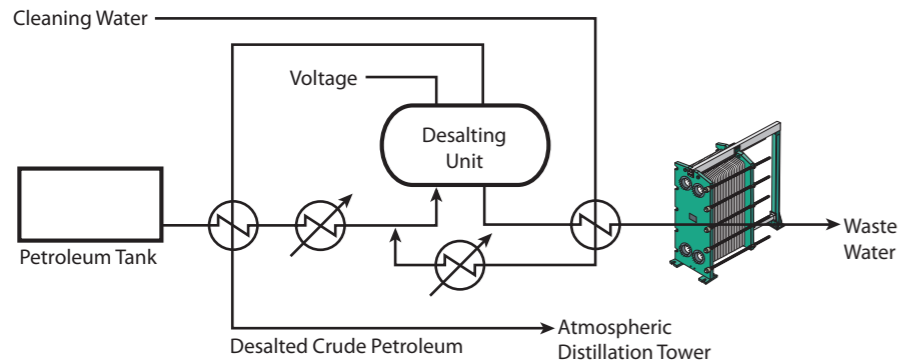 Cleaning Water
Voltage
Desalting
Unit
Petroleum Tank
Waste
Water
Desalted Crude Petroleum
Atmospheric
Distillation Tower